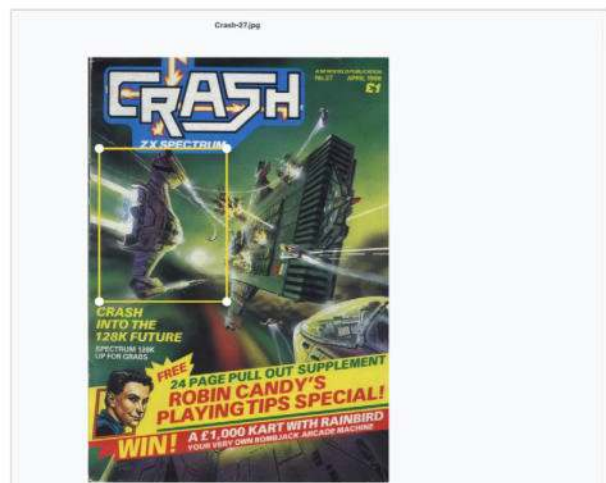 Crash-27.jpg
CRASH
ZX SPECTRUM
A NEWSFIELD PUBLICATION
No.27 APRIL 1986
£1
CRASH
INTO THE
128K FUTURE
SPECTRUM 128K
UP FOR GRABS
FREE
24 PAGE PULL OUT SUPPLEMENT
ROBIN CANDY'S
PLAYING TIPS SPECIAL!
WIN! A £1,000 KART WITH RAINBIRD
YOUR VERY OWN BOMBJACK ARCADE MACHINE